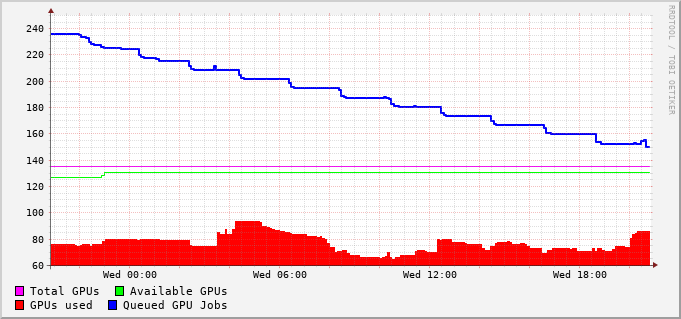 240
220
200
180
160
140
120
100
80
60
Wed 00:00 Wed 06:00 Wed 12:00 Wed 18:00
Total GPUs Available GPUs
GPUs used Queued GPU Jobs
RRDTOOL / TOBI OETIKER